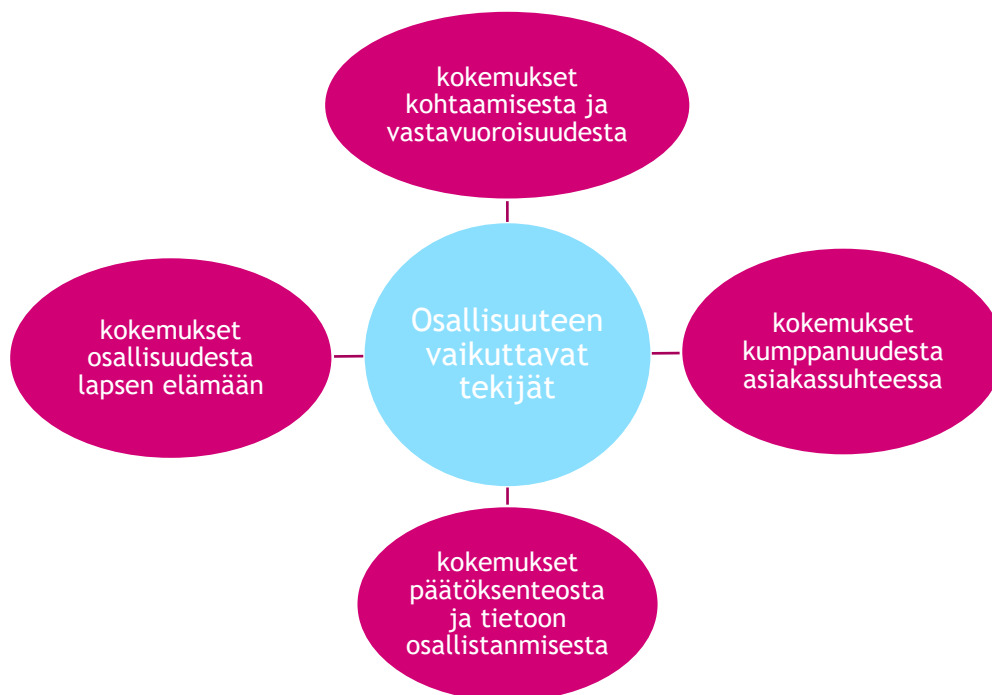 kokemukset
kohtaamisesta ja
vastavuoroisuudesta
kokemukset
osallisuudesta
lapsen elämään
Osallisuuteen
vaikuttavat
tekijät
kokemukset
kumppanuudesta
asiakassuhteessa
kokemukset
päätöksenteosta
ja tietoon
osallistanmisesta